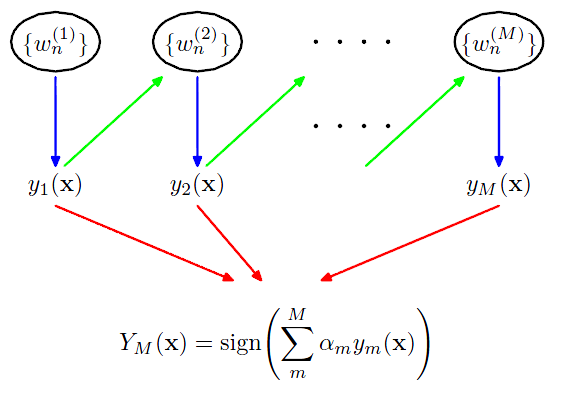 {w_n^{(1)}} {w_n^{(2)}} · · · · {w_n^{(M)}}
· · · ·
y_1(x) y_2(x) y_M(x)
Y_M(x) = sign(∑_m^M α_m y_m(x))